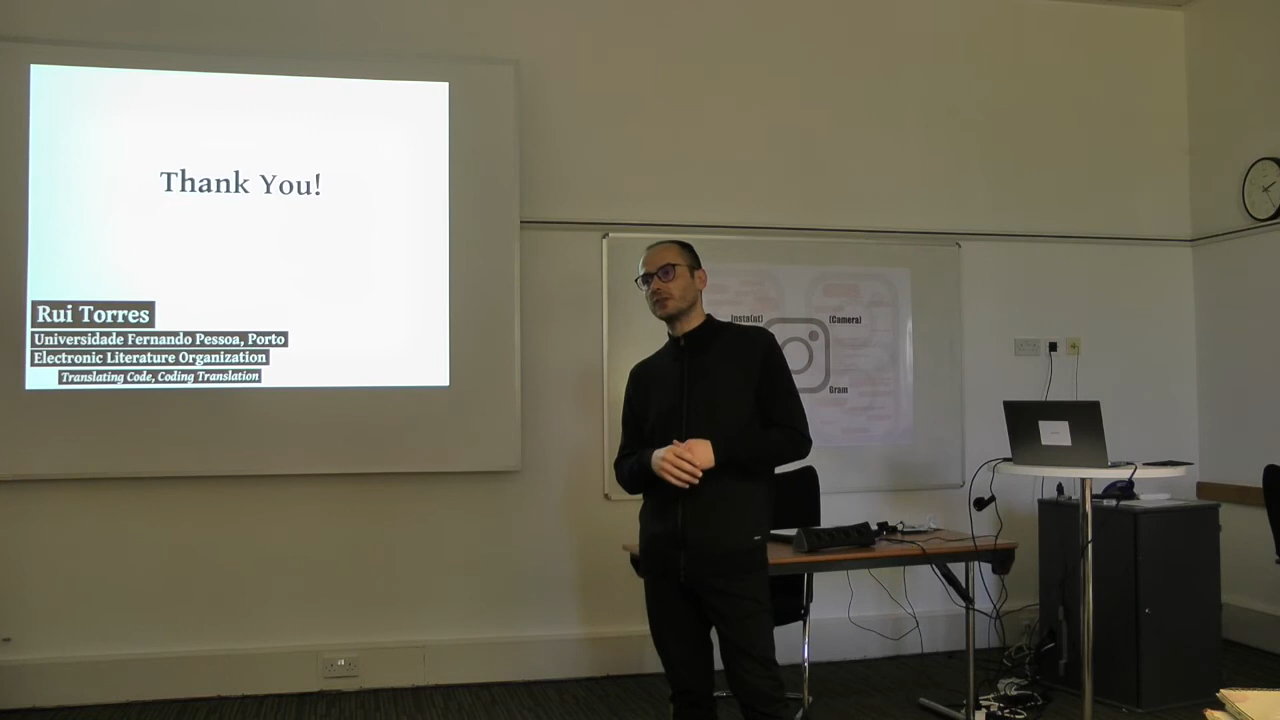 Thank You!
Rui Torres
Universidade Fernando Pessoa, Porto
Electronic Literature Organization
Translating Code, Coding Translation
Insta(nt)
(Camera)
Gram